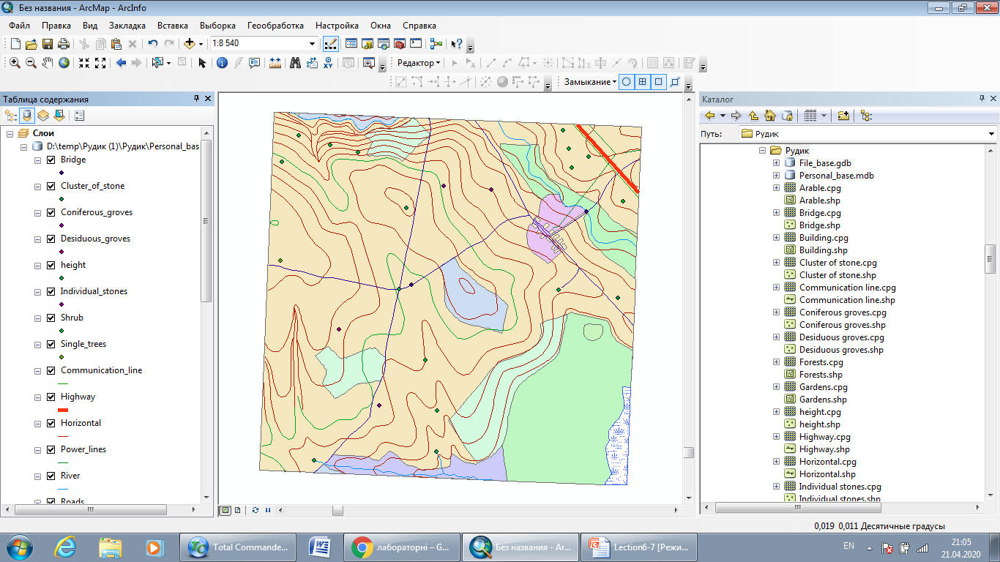 Без названия - ArcMap - ArcInfo
Файл Правка Вид Закладка Вставка Выборка Геообработка Настройка Окна Справка
1:8 540
Редактор
Замыкание
Таблица содержания
Слои
D:\temp\Рудик (1)\Рудик\Personal_bas
Bridge
Cluster_of_stone
Coniferous_groves
Desiduous_groves
height
Individual_stones
Shrub
Single_trees
Communication_line
Highway
Horizontal
Power_lines
River
Roads
Каталог
Путь: Рудик
Рудик
File_base.gdb
Personal_base.mdb
Arable.cpg
Arable.shp
Bridge.cpg
Bridge.shp
Building.cpg
Building.shp
Cluster of stone.cpg
Cluster of stone.shp
Communication line.cpg
Communication line.shp
Coniferous groves.cpg
Coniferous groves.shp
Desiduous groves.cpg
Desiduous groves.shp
Forests.cpg
Forests.shp
Gardens.cpg
Gardens.shp
height.cpg
height.shp
Highway.cpg
Highway.shp
Horizontal.cpg
Horizontal.shp
Individual stones.cpg
Individual stones.shp
0,019 0,011 Десятичные градусы
Total Commande...
лабораторні – G...
Без названия - Ar...
Lection6-7 [Режи...
EN
21:05
21.04.2020